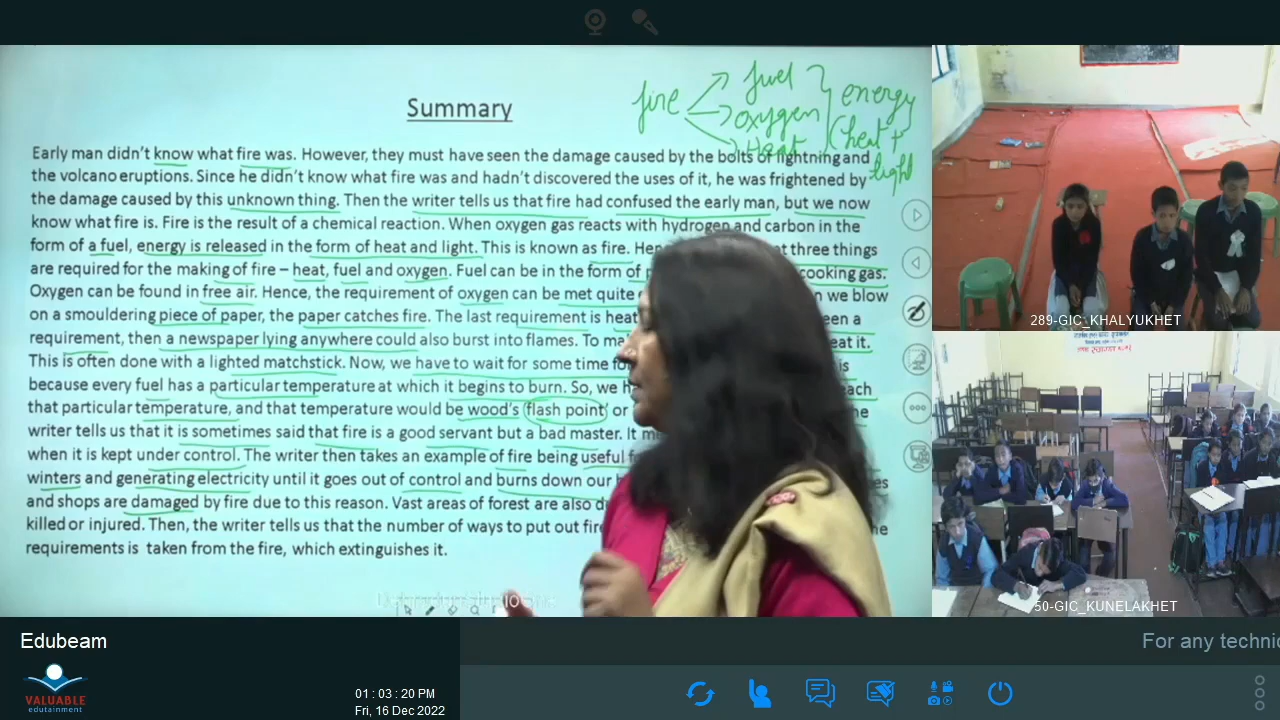 Summary
fire
fuel
oxygen
Heat
energy
(heat +
light
Early man didn't know what fire was. However, they must have seen the damage caused by the bolts of lightning and
the volcano eruptions. Since he didn't know what fire was and hadn't discovered the uses of it, he was frightened by
the damage caused by this unknown thing. Then the writer tells us that fire had confused the early man, but we now
know what fire is. Fire is the result of a chemical reaction. When oxygen gas reacts with hydrogen and carbon in the
form of a fuel, energy is released in the form of heat and light. This is known as fire. three things
are required for the making of fire – heat, fuel and oxygen. Fuel can be in the form of cooking gas.
Oxygen can be found in free air. Hence, the requirement of oxygen can be met quite we blow
on a smouldering piece of paper, the paper catches fire. The last requirement is heat
requirement, then a newspaper lying anywhere could also burst into flames. To eat it.
This is often done with a lighted matchstick. Now, we have to wait for some time is
because every fuel has a particular temperature at which it begins to burn. So, we
that particular temperature, and that temperature would be wood's 'flash point' or
writer tells us that it is sometimes said that fire is a good servant but a bad master. It
when it is kept under control. The writer then takes an example of fire being useful
winters and generating electricity until it goes out of control and burns down our
and shops are damaged by fire due to this reason. Vast areas of forest are also
killed or injured. Then, the writer tells us that the number of ways to put out fire
requirements is taken from the fire, which extinguishes it.
289-GIC_KHALYUKHET
50-GIC_KUNELAKHET
Edubeam
For any techni
VALUABLE
edutainment
01 : 03 : 20 PM
Fri, 16 Dec 2022